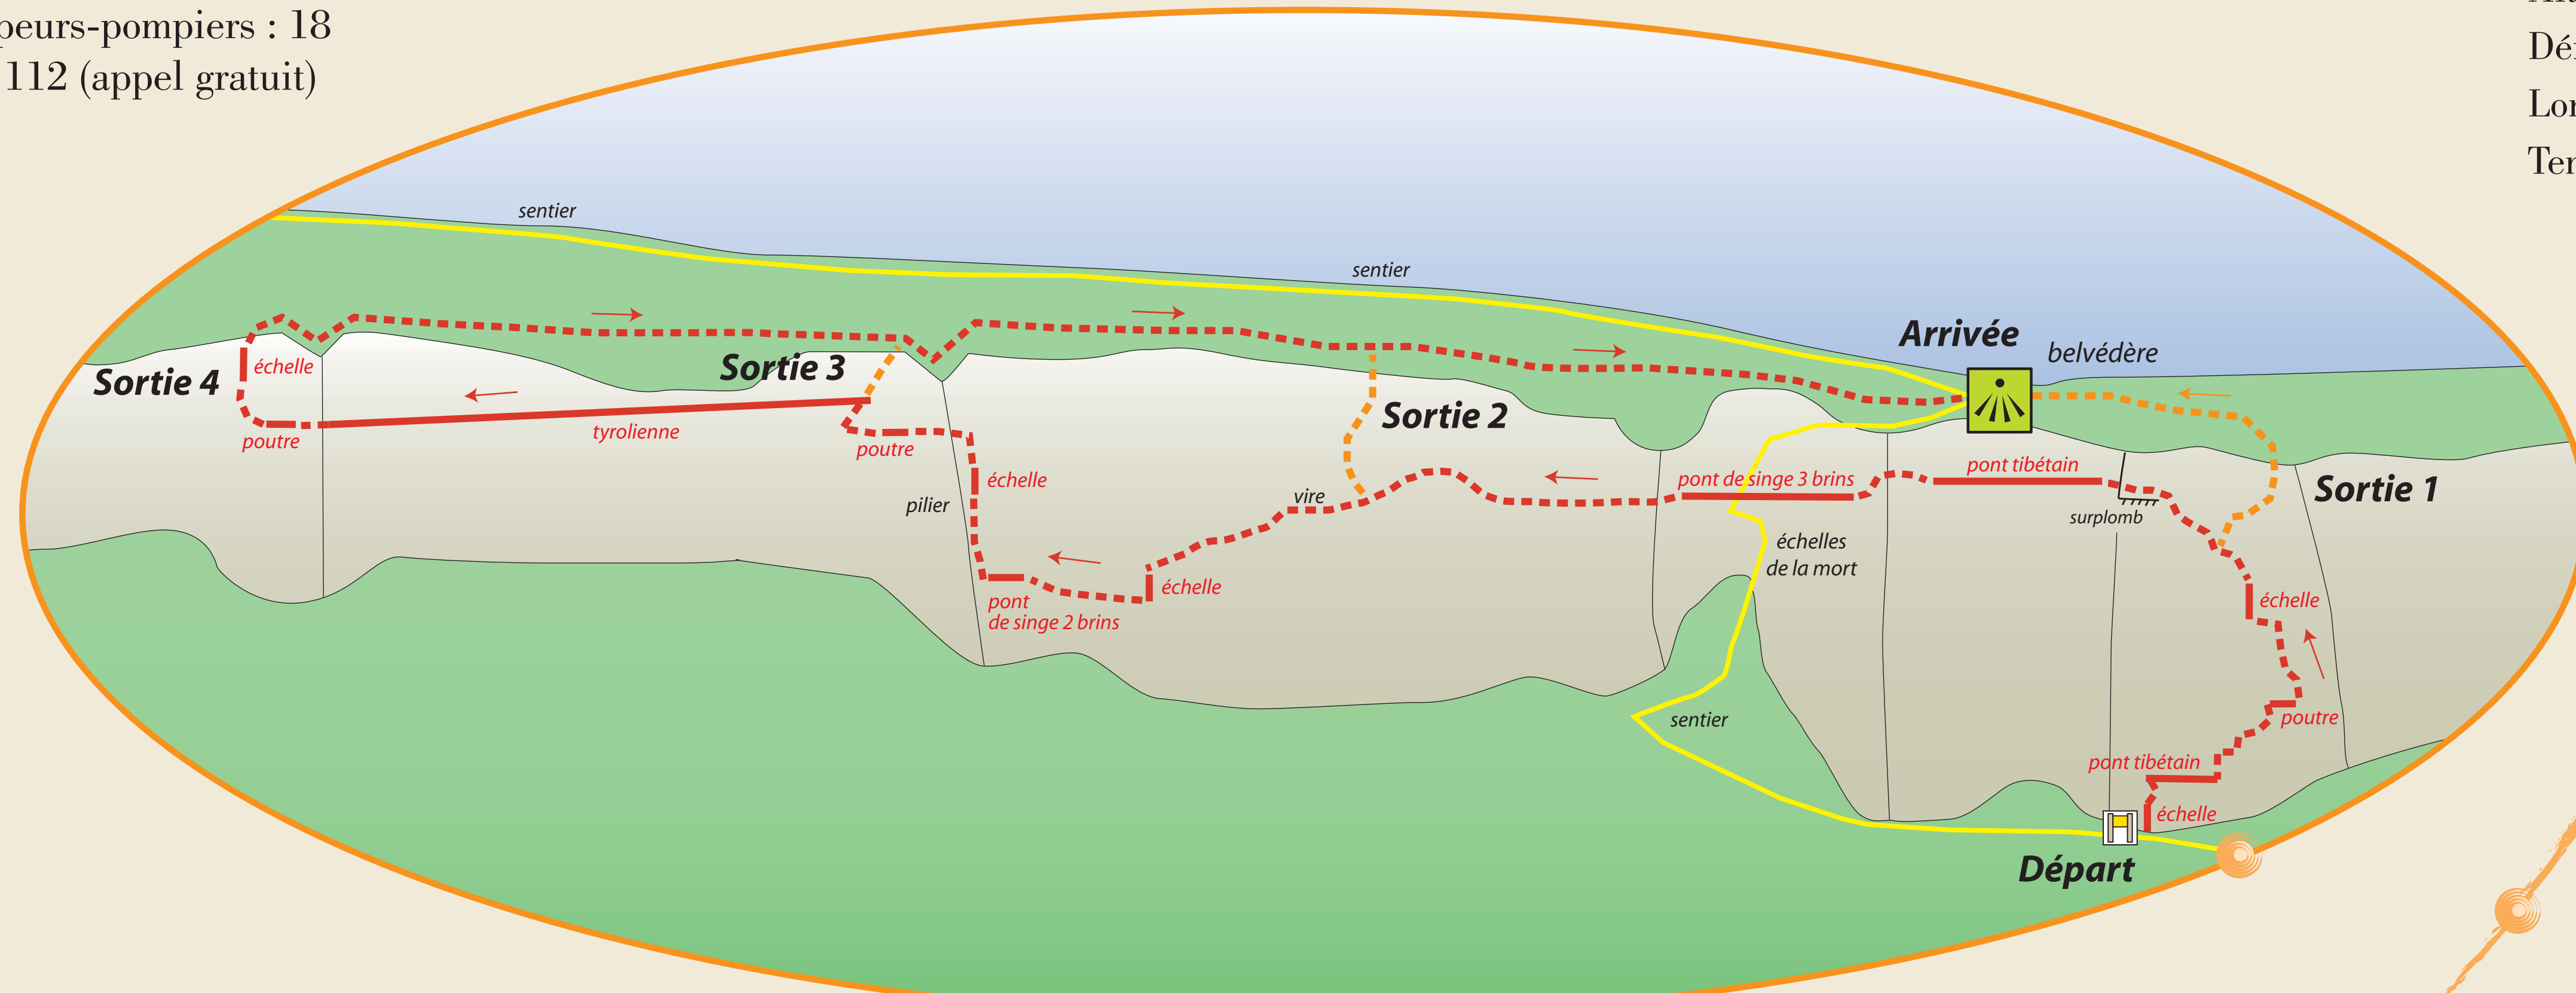 peurs-pompiers : 18
112 (appel gratuit)
sentier
sentier
Arrivée
belvédère
Sortie 4
échelle
poutre
Sortie 3
tyrolienne
poutre
pilier
échelle
pont
de singe 2 brins
échelle
vire
Sortie 2
pont de singe 3 brins
échelles
de la mort
sentier
pont tibétain
surplomb
Sortie 1
échelle
poutre
pont tibétain
échelle
Départ